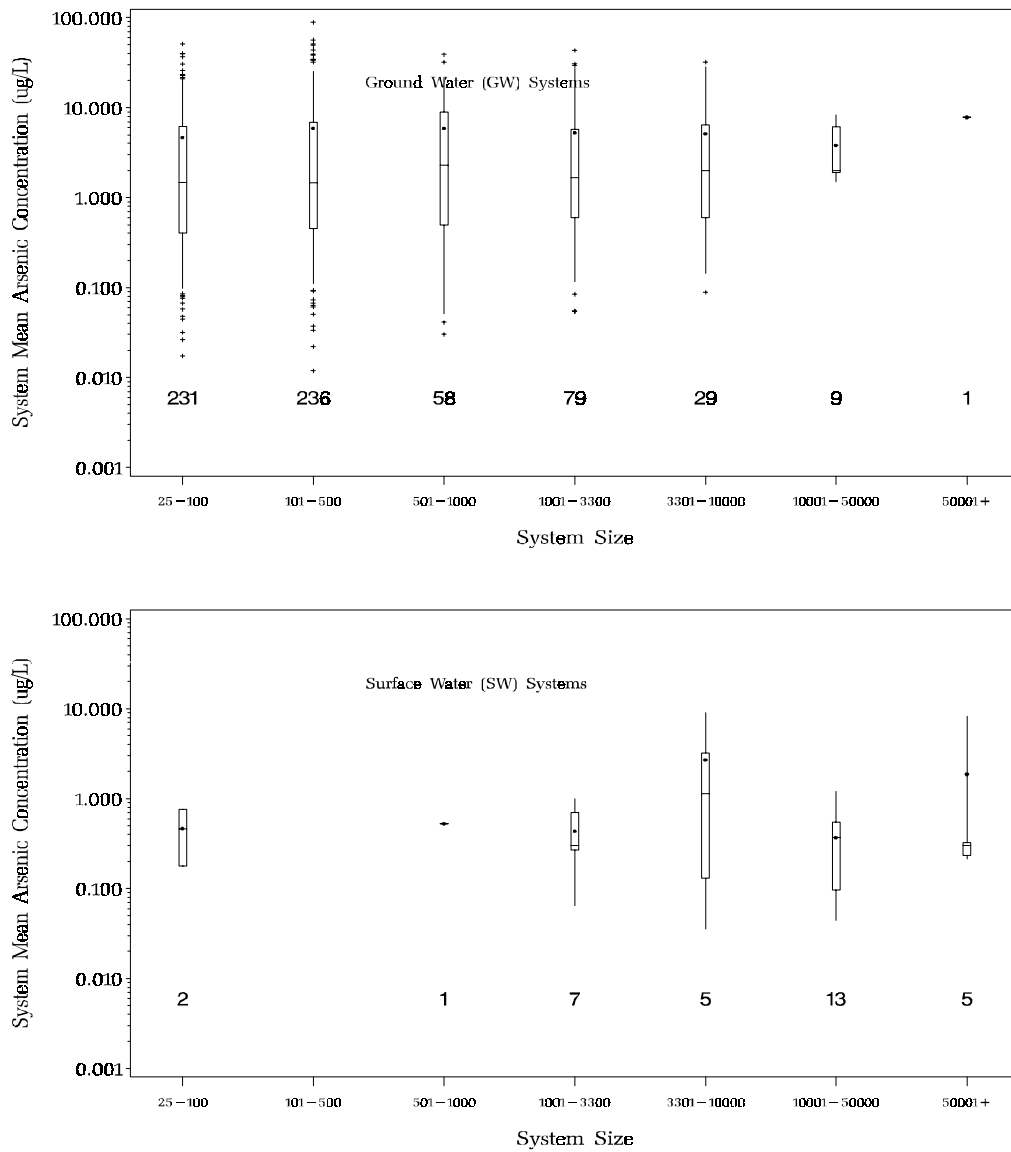 100.000
Ground Water (GW) Systems
10.000
1.000
0.100
0.010
0.001
System Mean Arsenic Concentration (ug/L)
231 236 58 79 29 9 1
25-100 101-500 501-1000 1001-3300 3301-10000 10001-50000 50001+
System Size
100.000
Surface Water (SW) Systems
10.000
1.000
0.100
0.010
0.001
System Mean Arsenic Concentration (ug/L)
2 1 7 5 13 5
25-100 101-500 501-1000 1001-3300 3301-10000 10001-50000 50001+
System Size